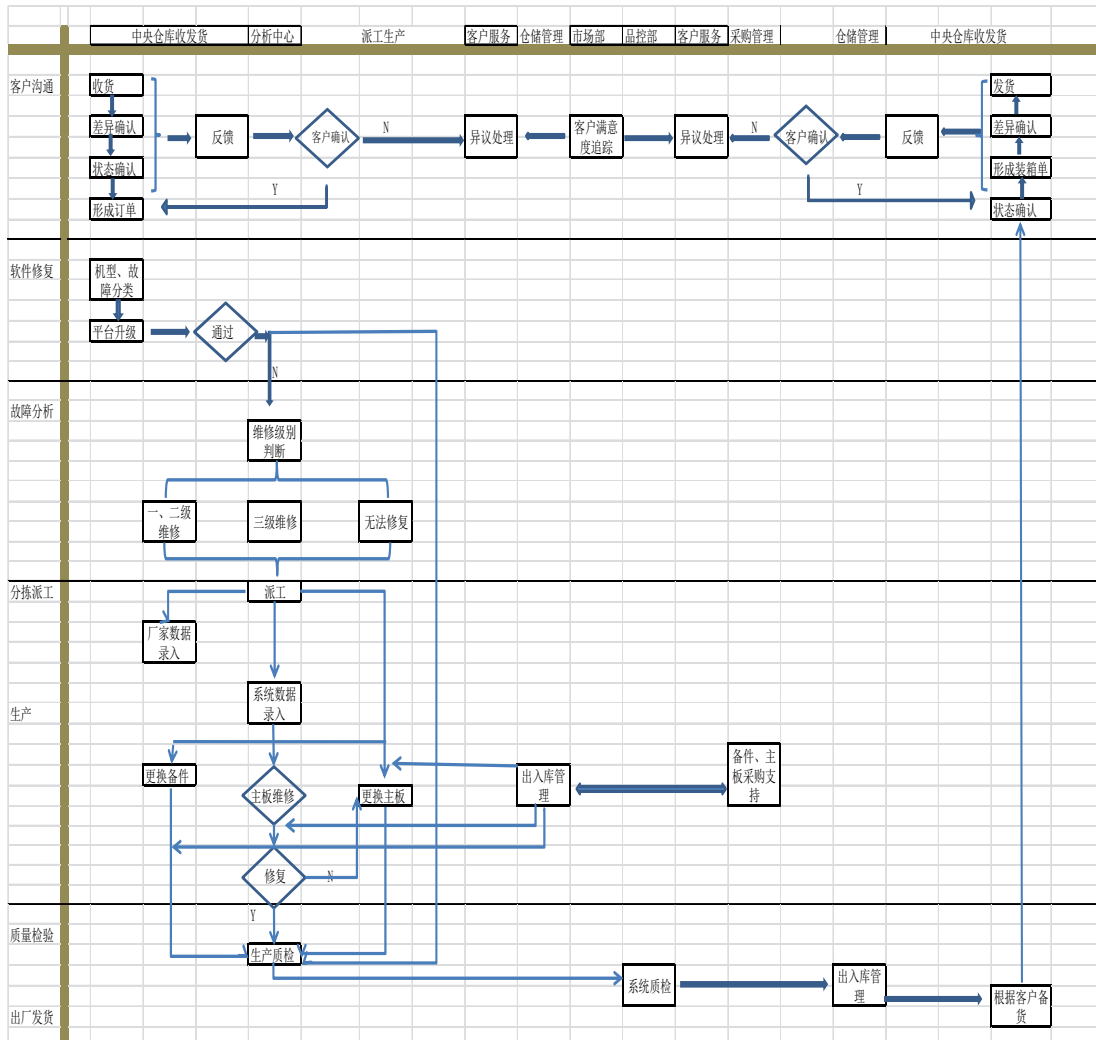 中央仓库收发货 分析中心 派工生产 客户服务 仓储管理 市场部 品控部 客户服务 采购管理 仓储管理 中央仓库收发货
客户沟通
收货
差异确认
状态确认
形成订单
反馈
客户确认
N
Y
异议处理
客户满意
度追踪
异议处理
N
客户确认
Y
反馈
发货
差异确认
形成装箱单
状态确认
软件修复
机型、故
障分类
平台升级
通过
N
故障分析
维修级别
判断
一、二级
维修
三级维修
无法修复
分拣派工
派工
厂家数据
录入
生产
系统数据
录入
更换备件
主板维修
更换主板
出入库管
理
备件、主
板采购支
持
修复
N
Y
质量检验
生产质检
系统质检
出入库管
理
根据客户备
货
出厂发货